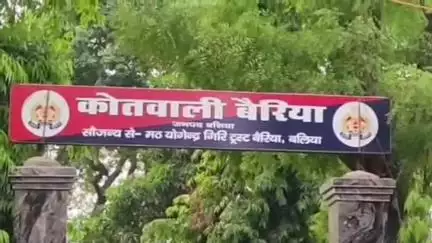 कोतवाली बैरिया
जनपद बलिया
सौजन्य से- मठ योगेन्द्र गिरि ट्रस्ट बैरिया, बलिया